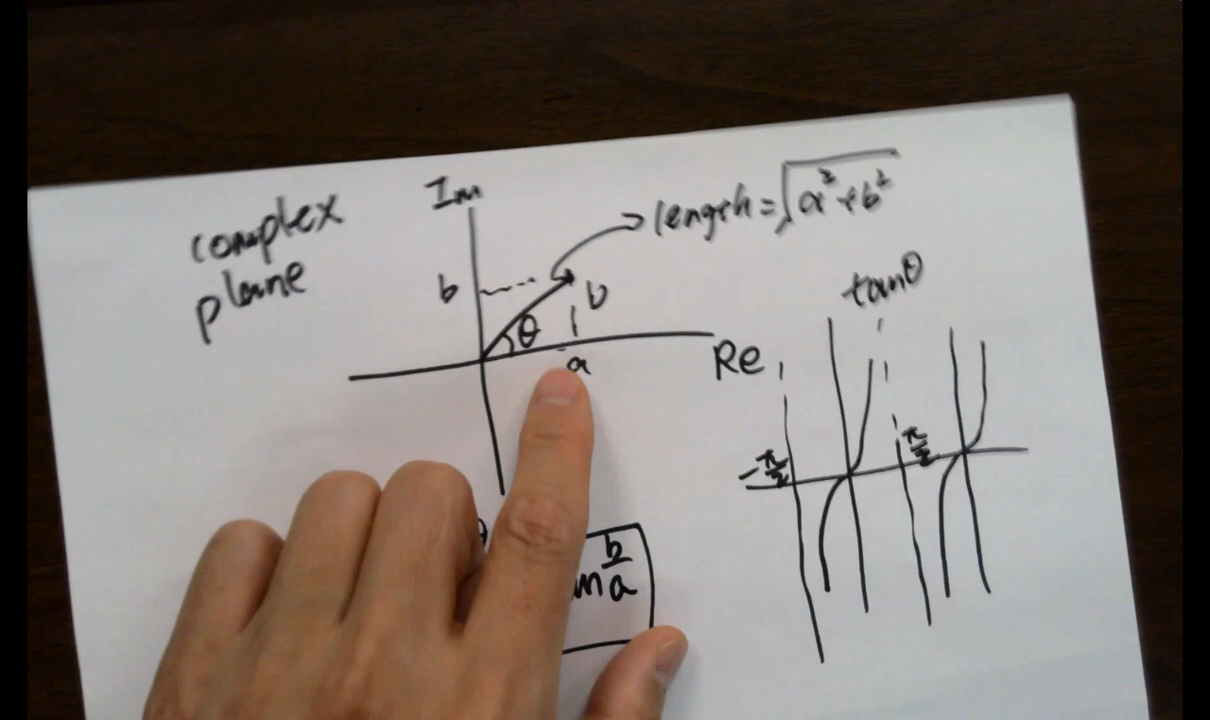 complex
plane
Im
b
θ
υ
a
Re
length = √a²+b²
tanθ
-π/2
π/2
b/a